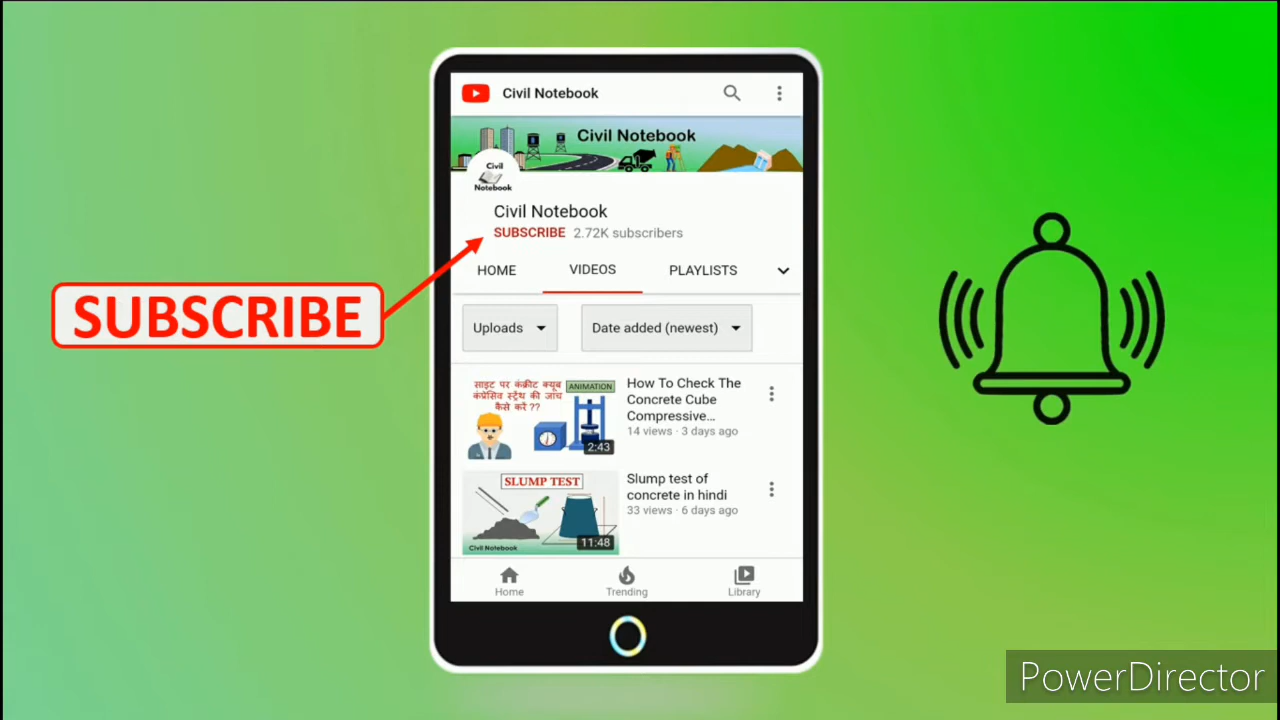 Civil Notebook
Civil Notebook
Civil
Notebook
Civil Notebook
SUBSCRIBE 2.72K subscribers
SUBSCRIBE
HOME VIDEOS PLAYLISTS
Uploads Date added (newest)
साइट पर कंक्रीट क्यूब
कंप्रेसिव स्ट्रैंथ की जांच
कैसे करें ??
ANIMATION
2:43
How To Check The
Concrete Cube
Compressive...
14 views · 3 days ago
SLUMP TEST
Civil Notebook
11:48
Slump test of
concrete in hindi
33 views · 6 days ago
Home Trending Library
PowerDirector